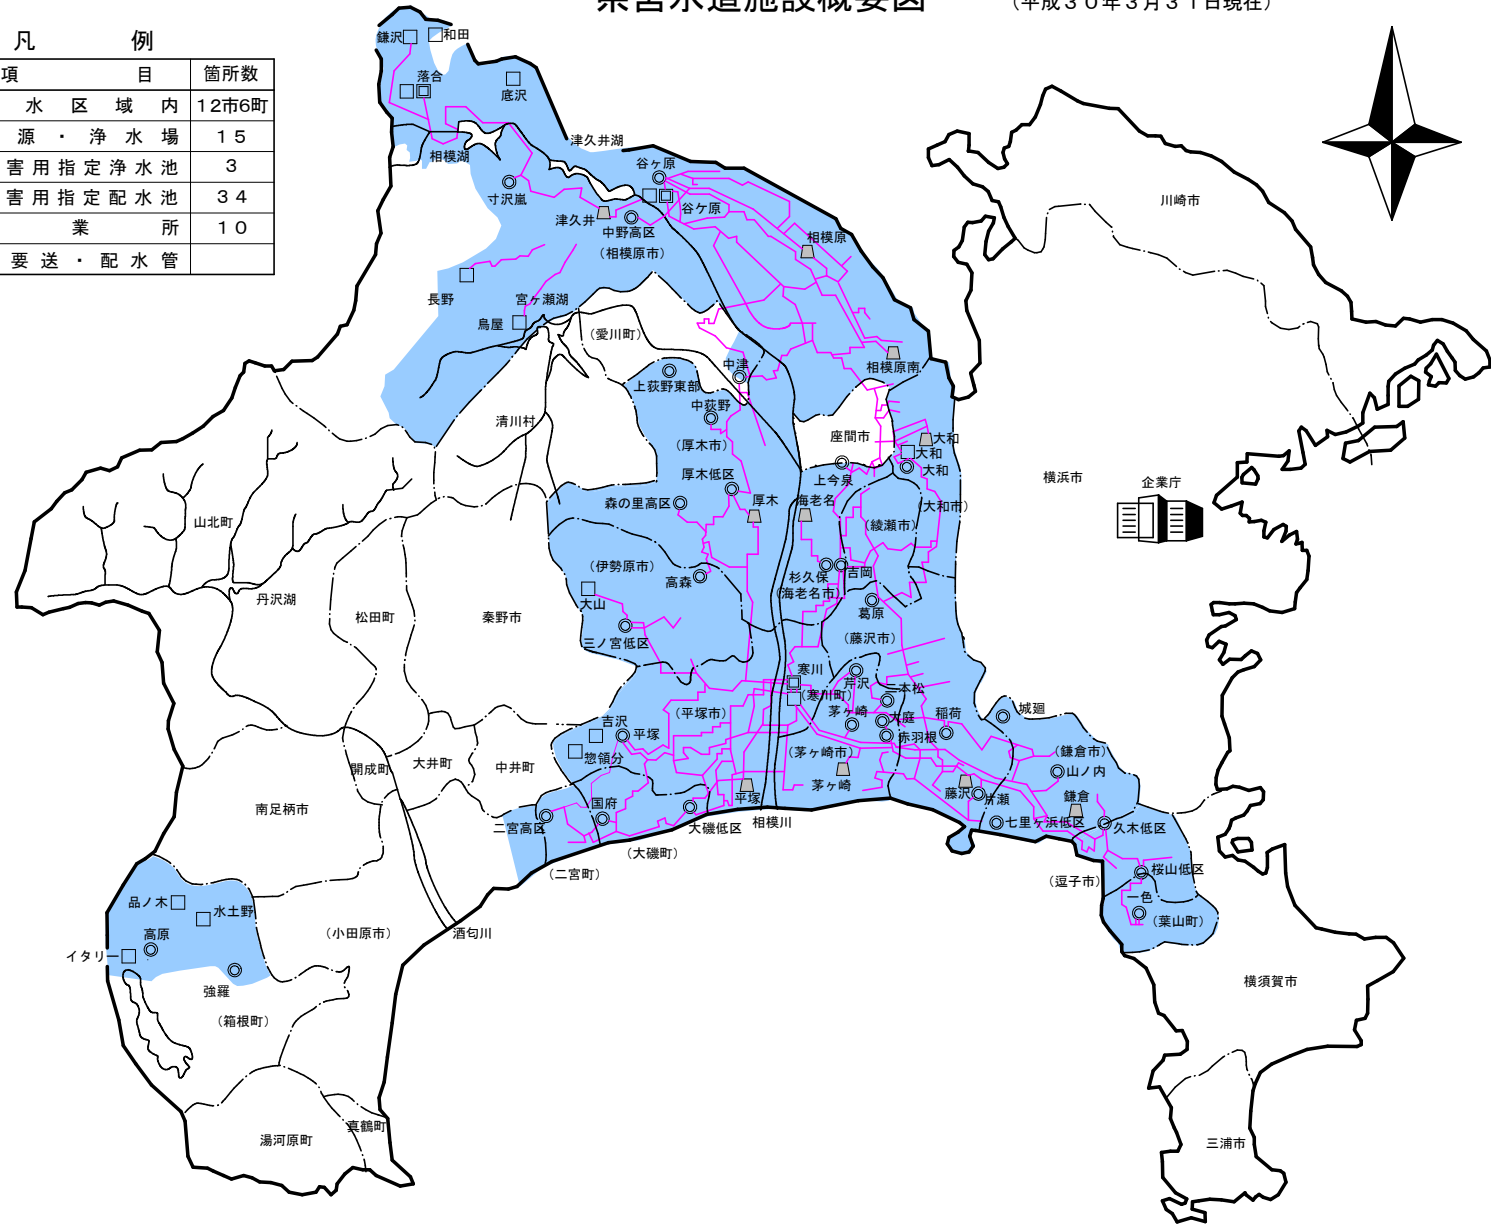 県営水道施設概要図
（平成３０年３月３１日現在）
凡 例
項 目 箇所数
水 区 域 内 12市6町
源 ・ 浄 水 場 15
害 用 指 定 浄 水 池 3
害 用 指 定 配 水 池 34
業 所 10
要 送 ・ 配 水 管
鎌沢
和田
落合
底沢
津久井湖
相模湖
谷ヶ原
寸沢嵐
谷ケ原
津久井
中野高区
(相模原市)
相模原
川崎市
長野
宮ヶ瀬湖
鳥屋
(愛川町)
中津
相模原南
上荻野東部
中荻野
清川村
座間市
大和
大和
大和
(厚木市)
厚木低区
上今泉
横浜市
企業庁
森の里高区
厚木
海老名
(大和市)
山北町
(綾瀬市)
(伊勢原市)
高森
杉久保
吉岡
(海老名市)
丹沢湖
松田町
秦野市
大山
葛原
三ノ宮低区
(藤沢市)
寒川
芹沢
二本松
(寒川町)
城廻
吉沢
平塚
(平塚市)
茅ヶ崎
大庭
稲荷
赤羽根
惣領分
(茅ヶ崎市)
(鎌倉市)
開成町
大井町
中井町
山ノ内
茅ヶ崎
藤沢
片瀬
鎌倉
南足柄市
国府
平塚
二宮高区
大磯低区
相模川
七里ヶ浜低区
久木低区
(大磯町)
(二宮町)
(逗子市)
桜山低区
一色
(葉山町)
品ノ木
水土野
高原
(小田原市)
酒匂川
イタリー
強羅
横須賀市
(箱根町)
湯河原町
真鶴町
三浦市